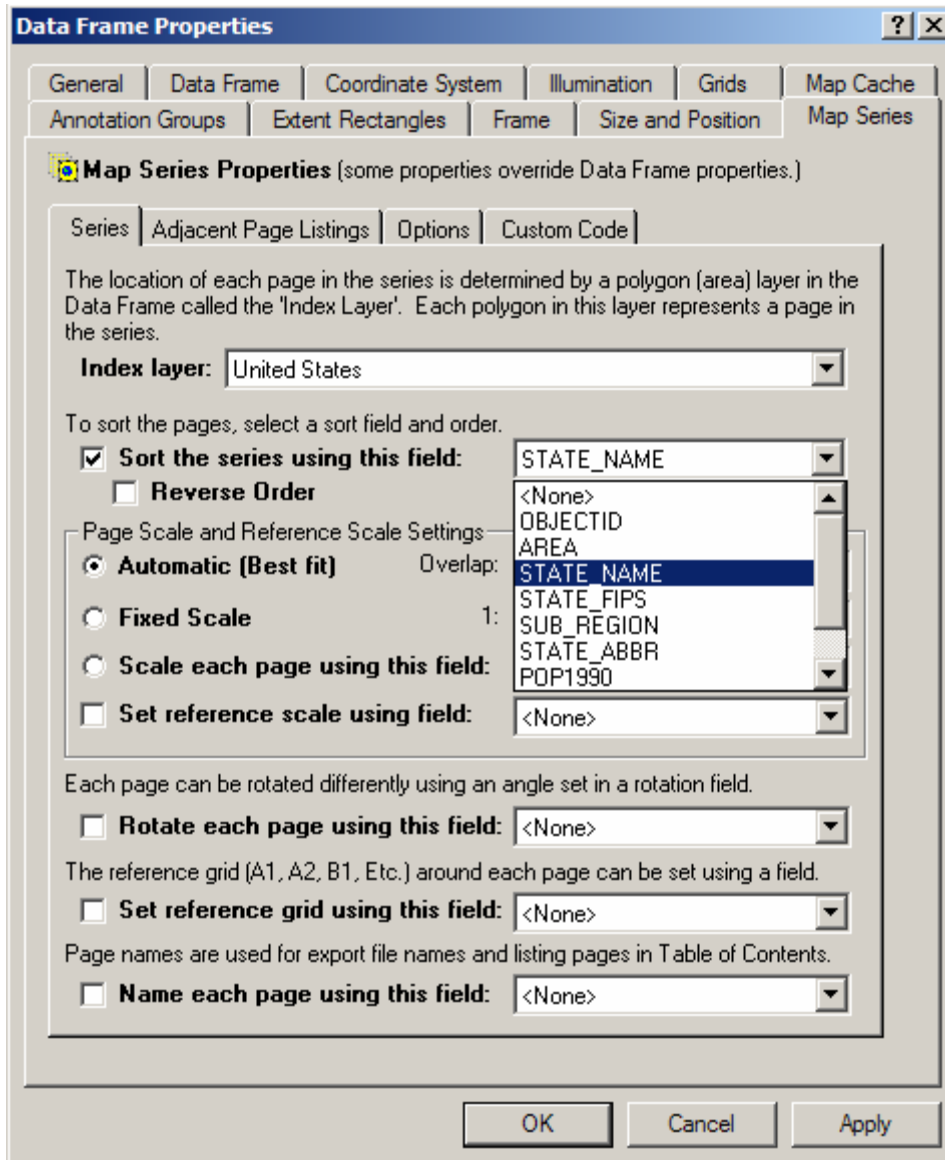 Data Frame Properties
General Data Frame Coordinate System Illumination Grids Map Cache
Annotation Groups Extent Rectangles Frame Size and Position Map Series
Map Series Properties (some properties override Data Frame properties.)
Series Adjacent Page Listings Options Custom Code
The location of each page in the series is determined by a polygon (area) layer in the
Data Frame called the 'Index Layer'. Each polygon in this layer represents a page in
the series.
Index layer: United States
To sort the pages, select a sort field and order.
Sort the series using this field: STATE_NAME
Reverse Order
<None>
OBJECTID
AREA
STATE_NAME
STATE_FIPS
SUB_REGION
STATE_ABBR
POP1990
Page Scale and Reference Scale Settings
Automatic (Best fit) Overlap:
Fixed Scale 1:
Scale each page using this field:
Set reference scale using field: <None>
Each page can be rotated differently using an angle set in a rotation field.
Rotate each page using this field: <None>
The reference grid (A1, A2, B1, Etc.) around each page can be set using a field.
Set reference grid using this field: <None>
Page names are used for export file names and listing pages in Table of Contents.
Name each page using this field: <None>
OK Cancel Apply